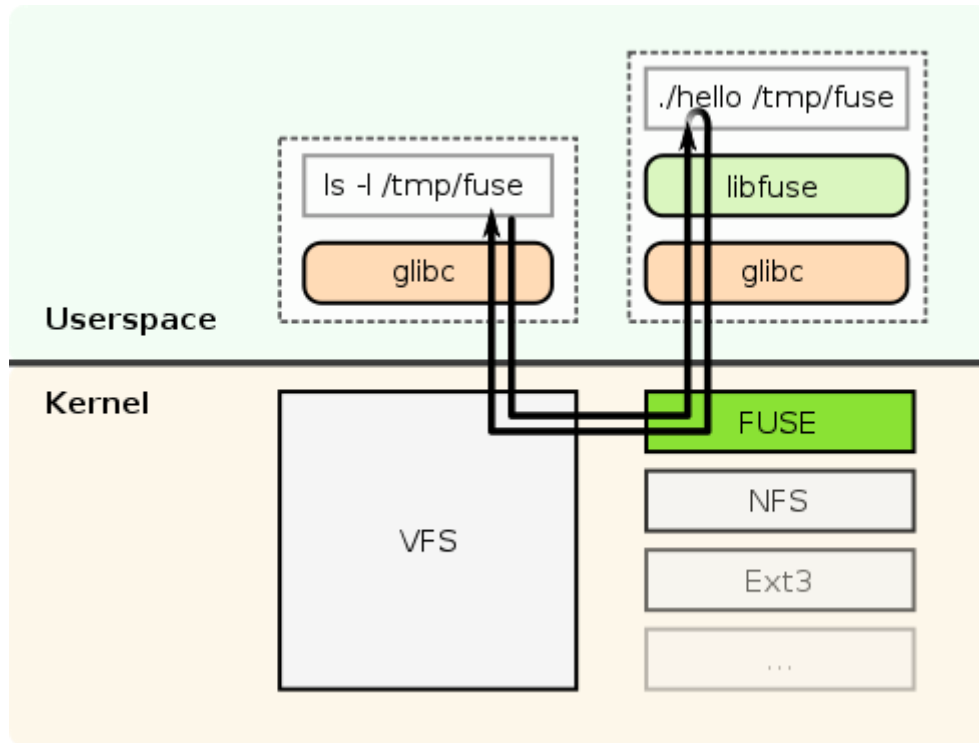 ./hello /tmp/fuse
ls -l /tmp/fuse
libfuse
glibc
glibc
Userspace
Kernel
FUSE
NFS
VFS
Ext3
...